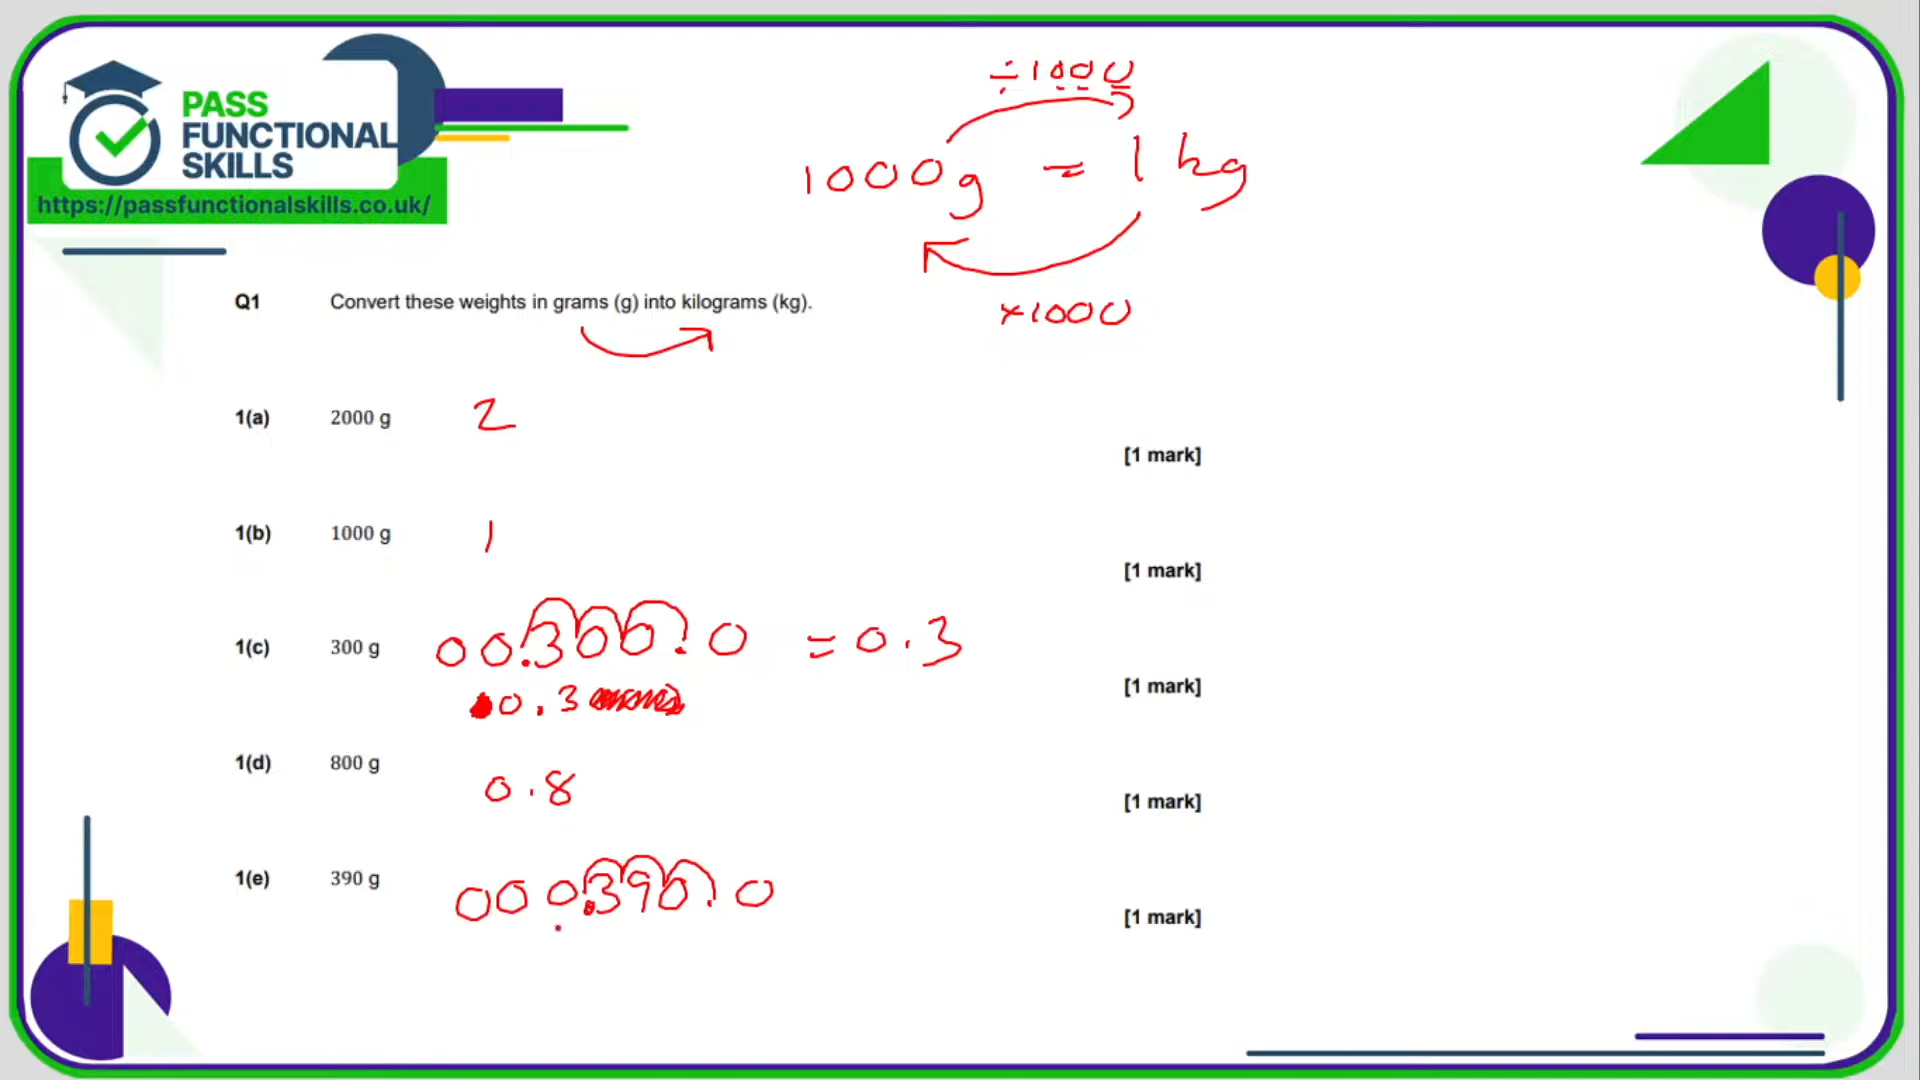 PASS
FUNCTIONAL
SKILLS
https://passfunctionalskills.co.uk/
÷1000
1000g = 1 kg
×1000
Q1 Convert these weights in grams (g) into kilograms (kg).
1(a) 2000 g 2
[1 mark]
1(b) 1000 g 1
[1 mark]
1(c) 300 g 00.300.0 = 0.3
0.3
[1 mark]
1(d) 800 g 0.8
[1 mark]
1(e) 390 g 000.390.0
[1 mark]